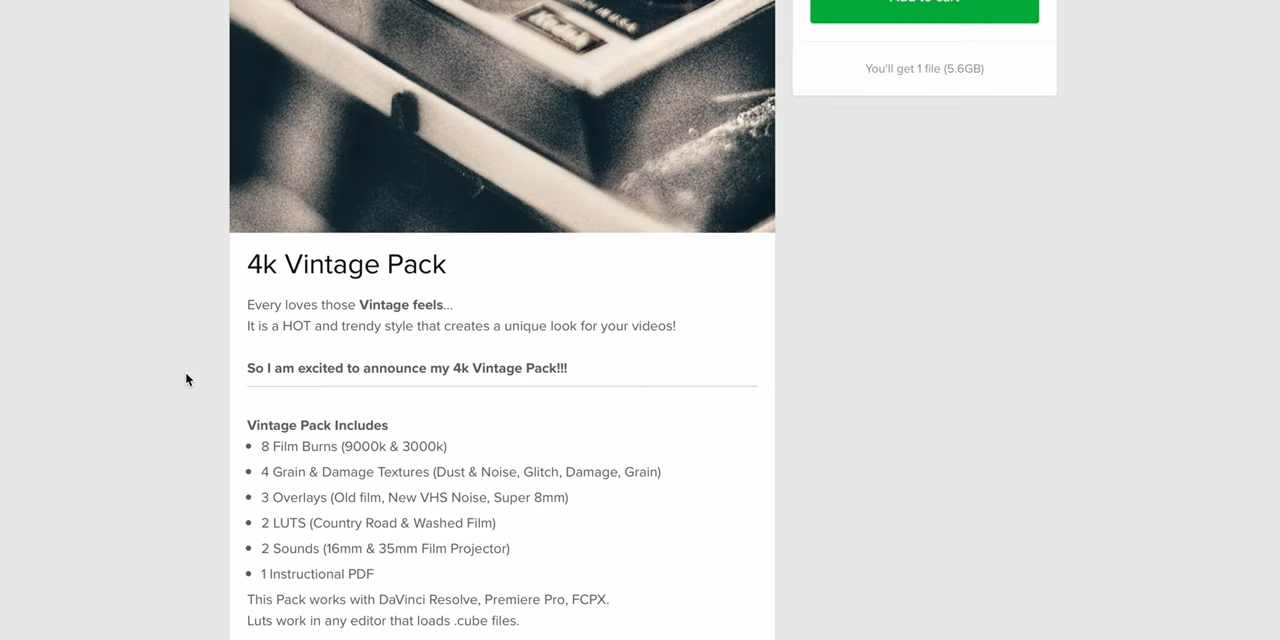 Kodak
MADE IN U.S.A.
You'll get 1 file (5.6GB)
4k Vintage Pack
Every loves those Vintage feels...
It is a HOT and trendy style that creates a unique look for your videos!
So I am excited to announce my 4k Vintage Pack!!!
Vintage Pack Includes
8 Film Burns (9000k & 3000k)
4 Grain & Damage Textures (Dust & Noise, Glitch, Damage, Grain)
3 Overlays (Old film, New VHS Noise, Super 8mm)
2 LUTS (Country Road & Washed Film)
2 Sounds (16mm & 35mm Film Projector)
1 Instructional PDF
This Pack works with DaVinci Resolve, Premiere Pro, FCPX.
Luts work in any editor that loads .cube files.